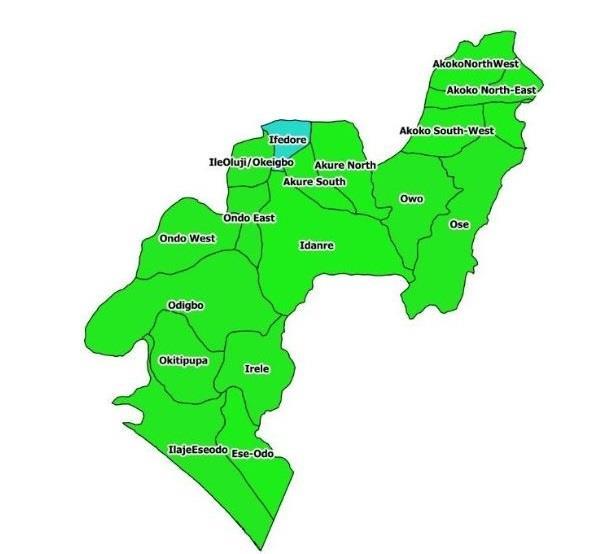 AkokoNorthWest
Akoko North-East
Akoko South-West
Ifedore
IleOluji/Okeigbo
Akure North
Akure South
Owo
Ondo East
Ose
Ondo West
Idanre
Odigbo
Okitipupa
Irele
IlajeEseodo
Ese-Odo